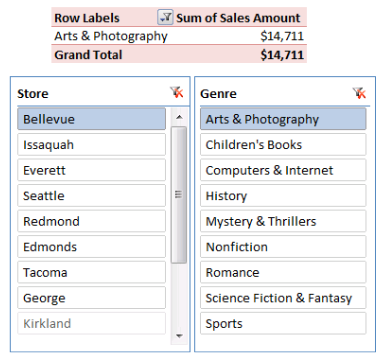 Row Labels Sum of Sales Amount
Arts & Photography $14,711
Grand Total $14,711
Store
Bellevue
Issaquah
Everett
Seattle
Redmond
Edmonds
Tacoma
George
Kirkland
Genre
Arts & Photography
Children's Books
Computers & Internet
History
Mystery & Thrillers
Nonfiction
Romance
Science Fiction & Fantasy
Sports